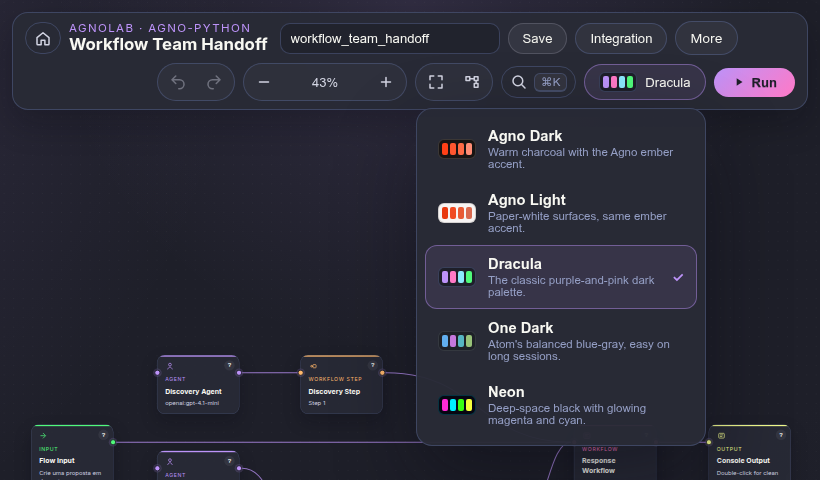 AGNOLAB · AGNO-PYTHON
Workflow Team Handoff
workflow_team_handoff
Save
Integration
More
43%
⌘K
Dracula
Run
Agno Dark
Warm charcoal with the Agno ember
accent.
Agno Light
Paper-white surfaces, same ember
accent.
Dracula
The classic purple-and-pink dark
palette.
One Dark
Atom's balanced blue-gray, easy on
long sessions.
Neon
Deep-space black with glowing
magenta and cyan.
?
AGENT
Discovery Agent
openai:gpt-4.1-mini
?
WORKFLOW STEP
Discovery Step
Step 1
?
INPUT
Flow Input
Crie uma proposta em
?
AGENT
?
WORKFLOW
Response
Workflow
?
OUTPUT
Console Output
Double-click for clean